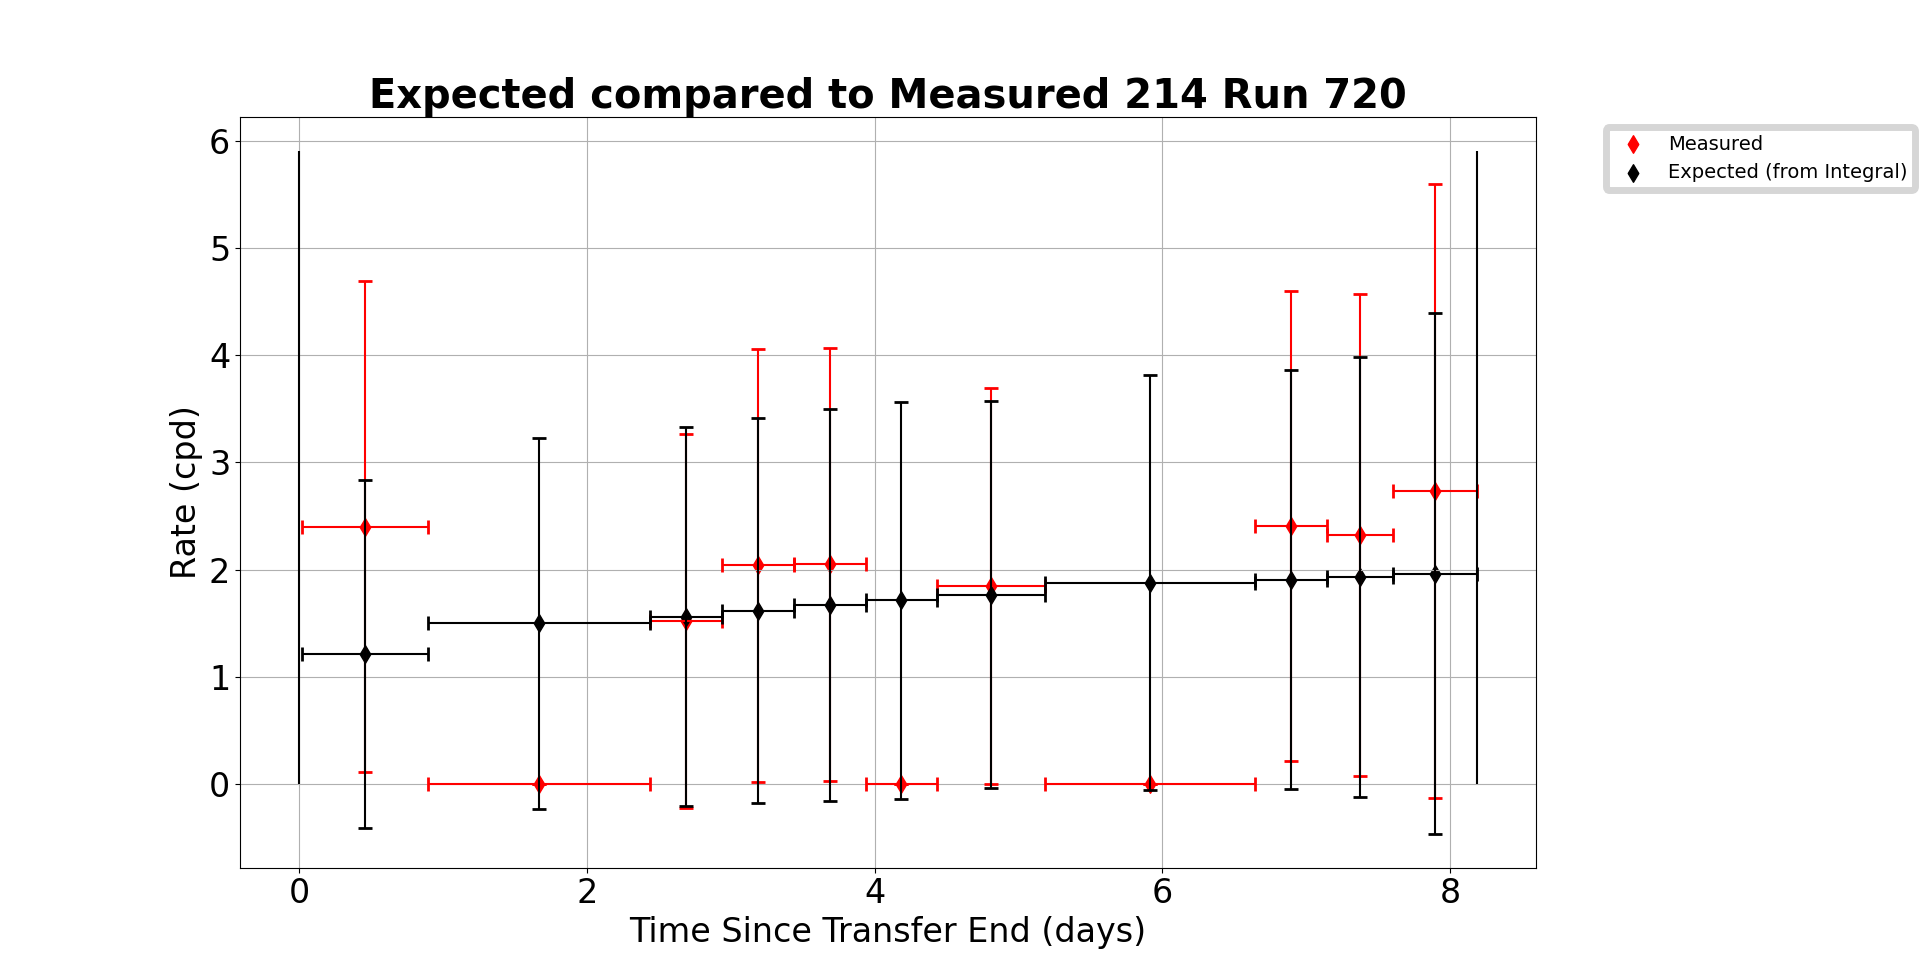 Expected compared to Measured 214 Run 720
Measured
Expected (from Integral)
6
5
4
3
2
1
0
Rate (cpd)
0 2 4 6 8
Time Since Transfer End (days)